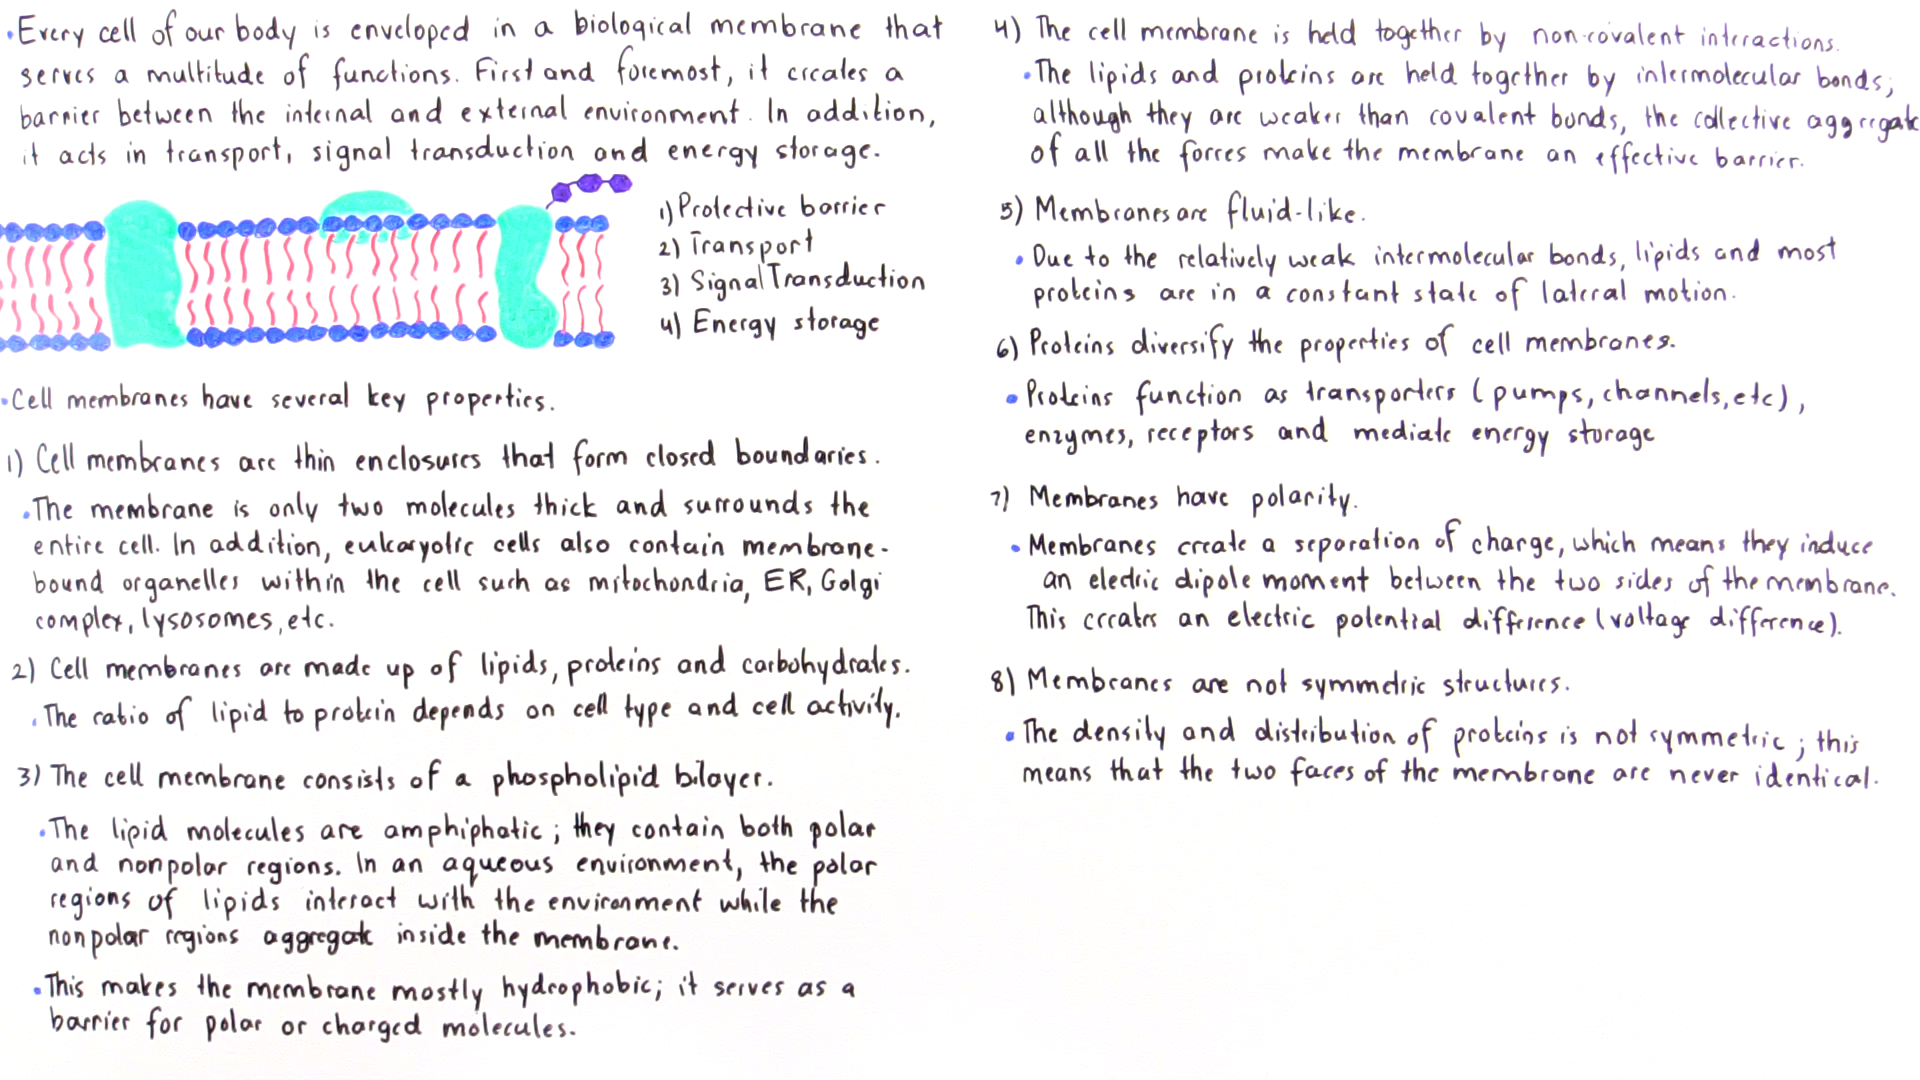 •Every cell of our body is enveloped in a biological membrane that
serves a multitude of functions. First and foremost, it creates a
barrier between the internal and external environment. In addition,
it acts in transport, signal transduction and energy storage.
1) Protective barrier
2) Transport
3) Signal Transduction
4) Energy storage
•Cell membranes have several key properties.
1) Cell membranes are thin enclosures that form closed boundaries.
•The membrane is only two molecules thick and surrounds the
entire cell. In addition, eukaryotic cells also contain membrane-
bound organelles within the cell such as mitochondria, ER, Golgi
complex, lysosomes, etc.
2) Cell membranes are made up of lipids, proteins and carbohydrates.
•The ratio of lipid to protein depends on cell type and cell activity.
3) The cell membrane consists of a phospholipid bilayer.
•The lipid molecules are amphiphatic; they contain both polar
and nonpolar regions. In an aqueous environment, the polar
regions of lipids interact with the environment while the
nonpolar regions aggregate inside the membrane.
•This makes the membrane mostly hydrophobic; it serves as a
barrier for polar or charged molecules.
4) The cell membrane is held together by non-covalent interactions.
•The lipids and proteins are held together by intermolecular bonds;
although they are weaker than covalent bonds, the collective aggregate
of all the forces make the membrane an effective barrier.
5) Membranes are fluid-like.
•Due to the relatively weak intermolecular bonds, lipids and most
proteins are in a constant state of lateral motion.
6) Proteins diversify the properties of cell membranes.
•Proteins function as transporters (pumps, channels, etc),
enzymes, receptors and mediate energy storage
7) Membranes have polarity.
•Membranes create a separation of charge, which means they induce
an electric dipole moment between the two sides of the membrane.
This creates an electric potential difference (voltage difference).
8) Membranes are not symmetric structures.
•The density and distribution of proteins is not symmetric; this
means that the two faces of the membrane are never identical.